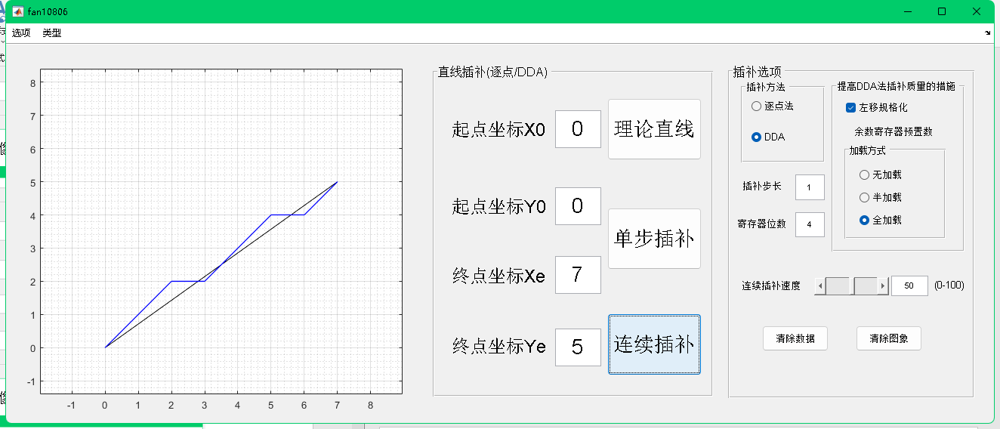 fan10806
选项 类型
8
7
6
5
4
3
2
1
0
-1
-1 0 1 2 3 4 5 6 7 8
直线插补(逐点/DDA)
起点坐标X0 0 理论直线
起点坐标Y0 0
单步插补
终点坐标Xe 7
终点坐标Ye 5 连续插补
插补选项
插补方法
逐点法
DDA
提高DDA法插补质量的措施
左移规格化
余数寄存器预置数
加载方式
无加载
半加载
全加载
插补步长 1
寄存器位数 4
连续插补速度 50 (0-100)
清除数据 清除图象